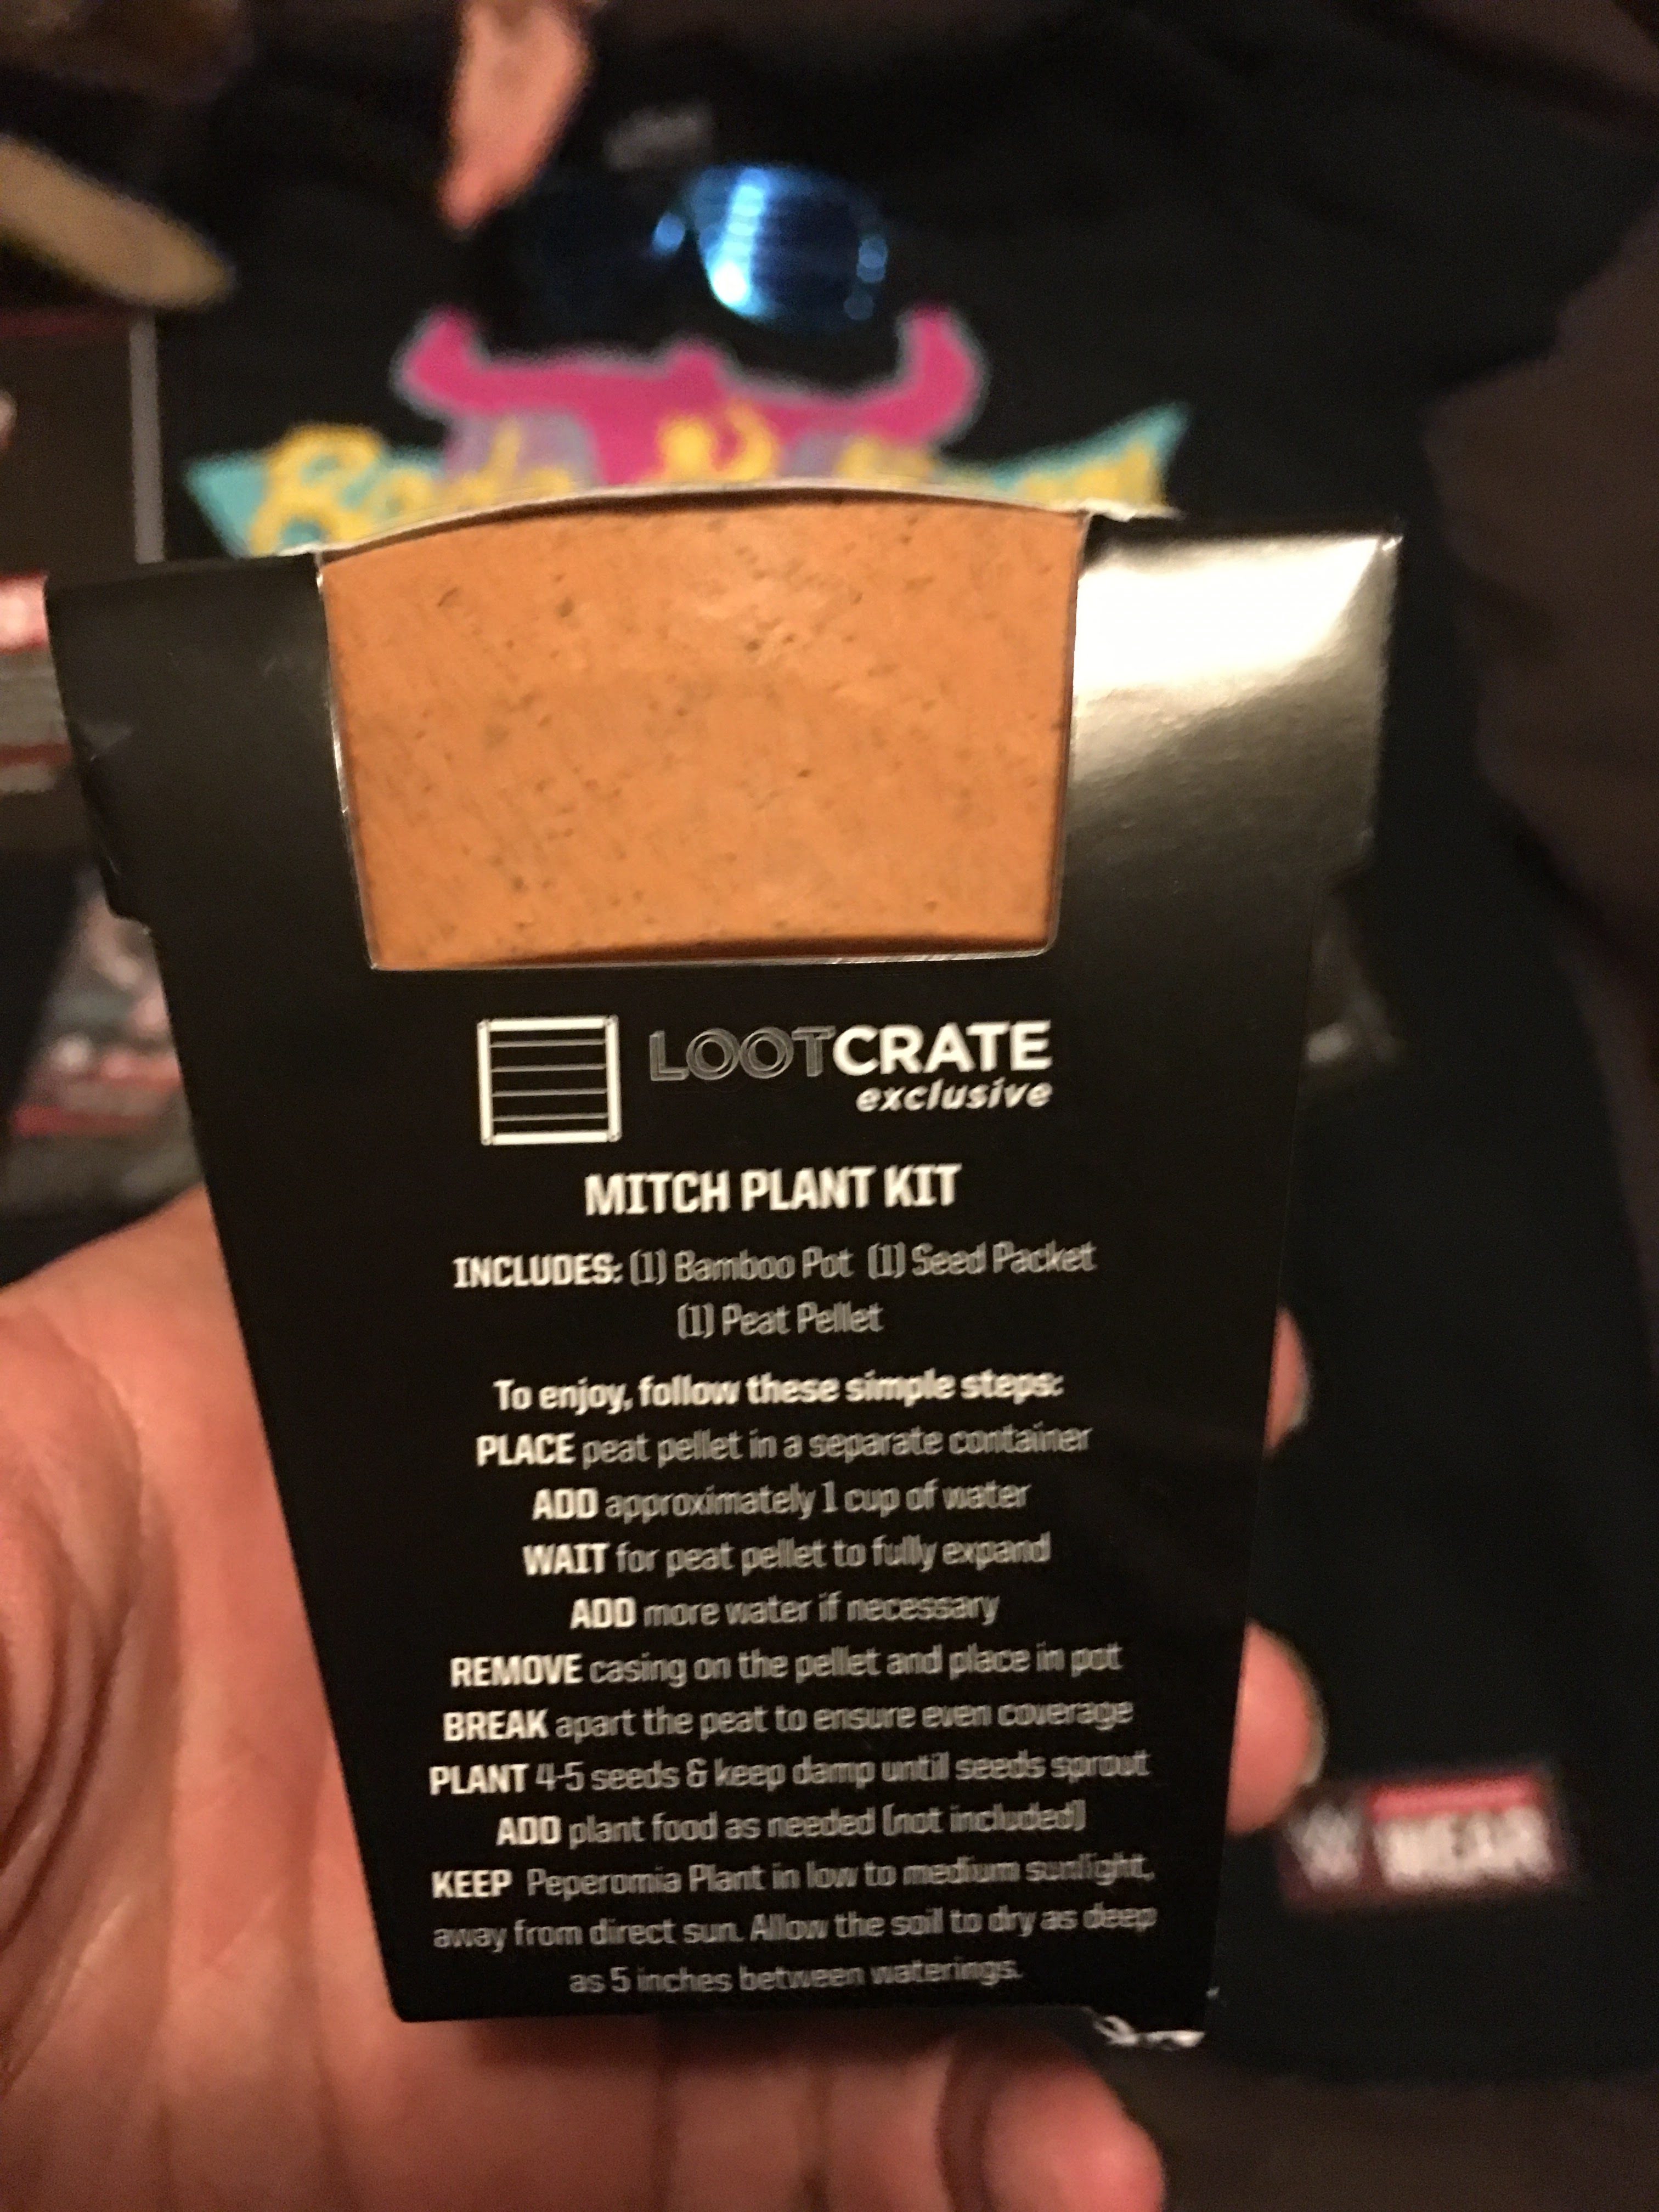 LOOTCRATE
exclusive
MITCH PLANT KIT
INCLUDES: (1) Bamboo Pot (1) Seed Packet
(1) Peat Pellet
To enjoy, follow these simple steps:
PLACE peat pellet in a separate container
ADD approximately 1 cup of water
WAIT for peat pellet to fully expand
ADD more water if necessary
REMOVE casing on the pellet and place in pot
BREAK apart the peat to ensure even coverage
PLANT 4-5 seeds & keep damp until seeds sprout
ADD plant food as needed (not included)
KEEP Peperomia Plant in low to medium sunlight,
away from direct sun. Allow the soil to dry as deep
as 5 inches between waterings.
WEAR